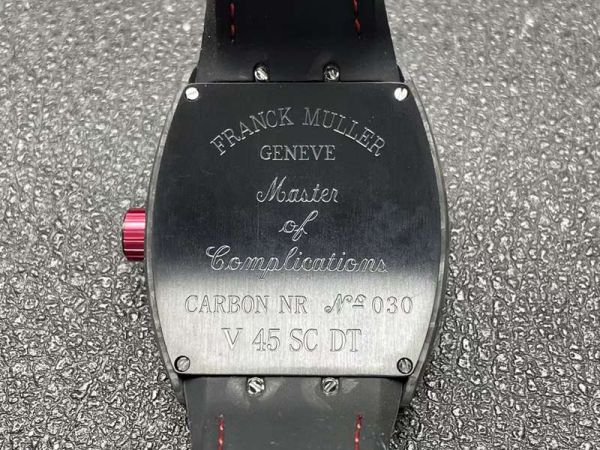 FRANCK MULLER
GENEVE
Master
of
Complications
CARBON NR Nº 030
V 45 SC DT